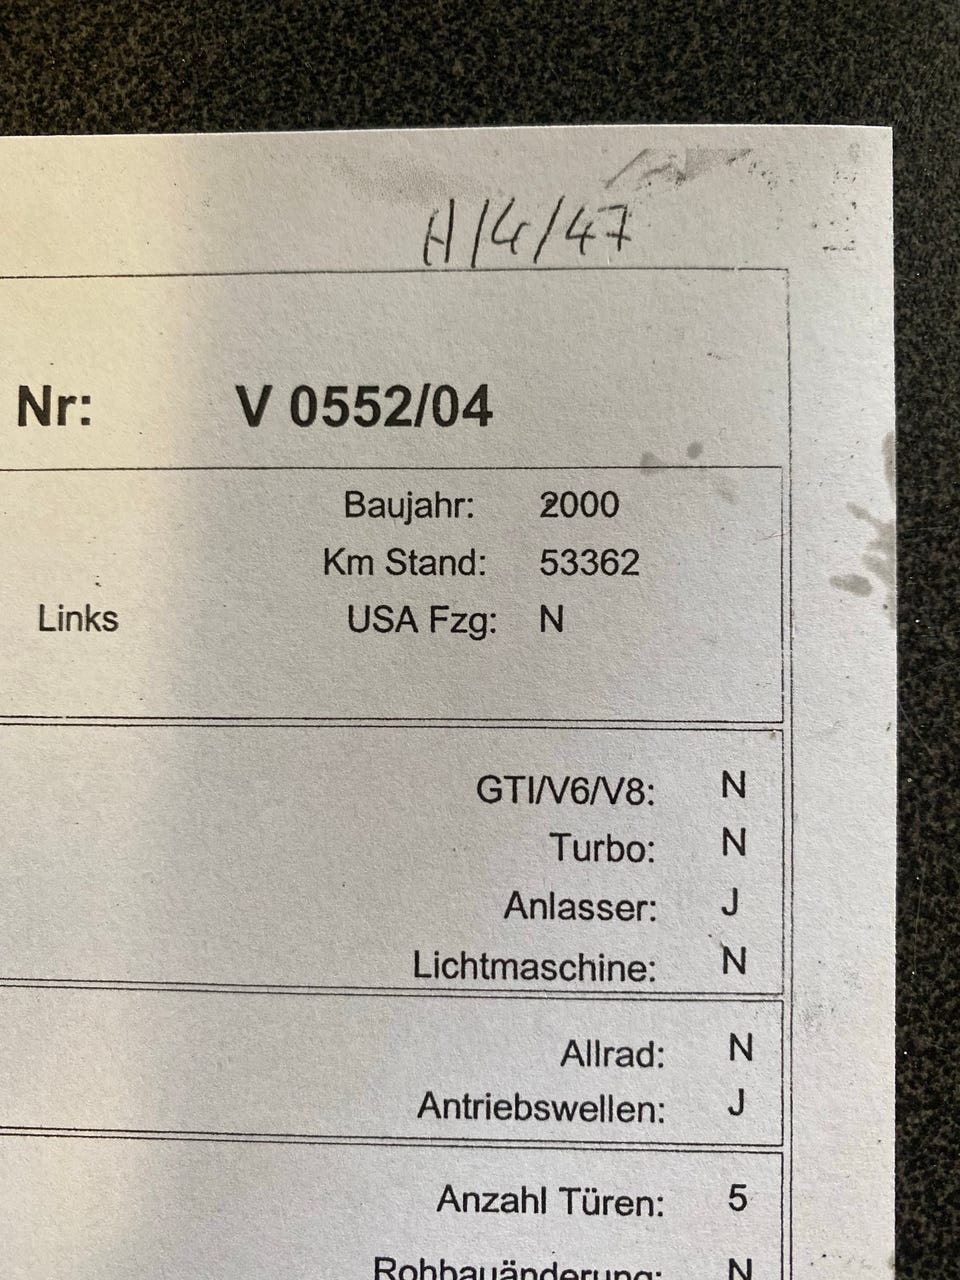 H/4/47
Nr: V 0552/04
Baujahr: 2000
Km Stand: 53362
Links USA Fzg: N
GTI/V6/V8: N
Turbo: N
Anlasser: J
Lichtmaschine: N
Allrad: N
Antriebswellen: J
Anzahl Türen: 5
Rohbauänderung: N